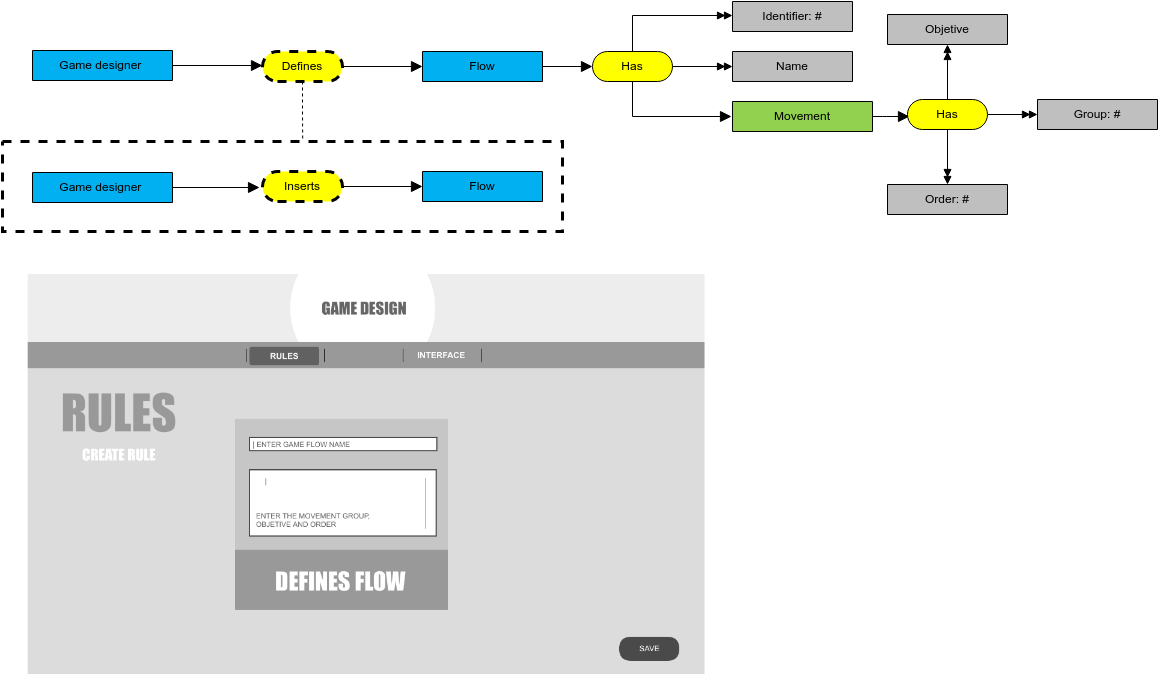 Identifier: #
Objetive
Game designer
Defines
Flow
Has
Name
Movement
Has
Group: #
Order: #
Game designer
Inserts
Flow
GAME DESIGN
RULES
INTERFACE
RULES
CREATE RULE
ENTER GAME FLOW NAME
ENTER THE MOVEMENT GROUP,
OBJETIVE AND ORDER
DEFINES FLOW
SAVE